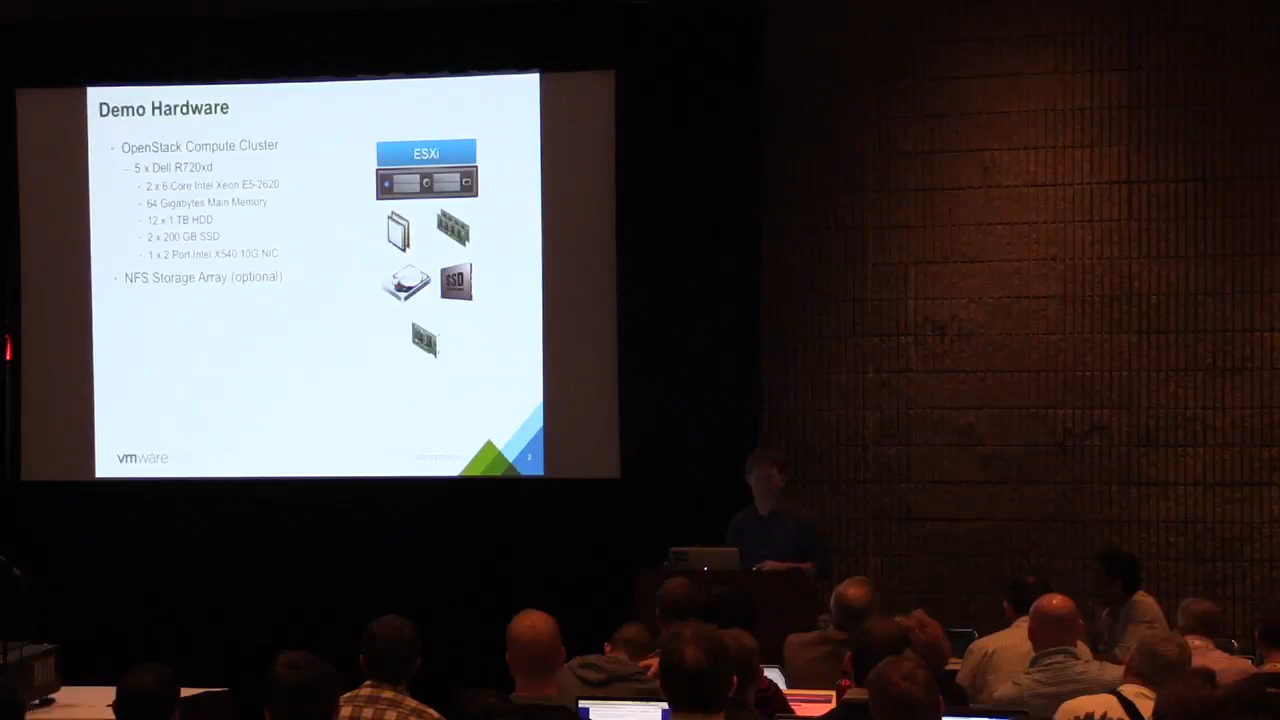 Demo Hardware
· OpenStack Compute Cluster
– 5 x Dell R720xd
· 2 x 6 Core Intel Xeon E5-2620
· 64 Gigabytes Main Memory
· 12 x 1 TB HDD
· 2 x 200 GB SSD
· 1 x 2 Port Intel X540 10G NIC
· NFS Storage Array (optional)
ESXi
SSD
vmware
2